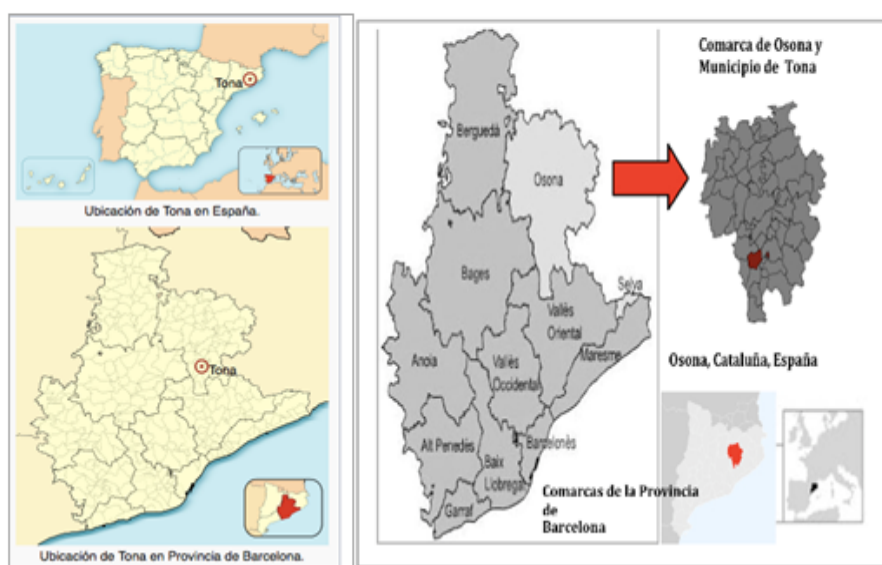 Tona
Ubicación de Tona en España.
Tona
Ubicación de Tona en Provincia de Barcelona.
Berguedà
Osona
Bages
Selva
Vallès
Oriental
Anoia
Vallès
Occidental
Maresme
Alt Penedès
Baix
Llobregat
Barcelonès
Garraf
Comarcas de la Provincia
de
Barcelona
Comarca de Osona y
Municipio de Tona
Osona, Cataluña, España